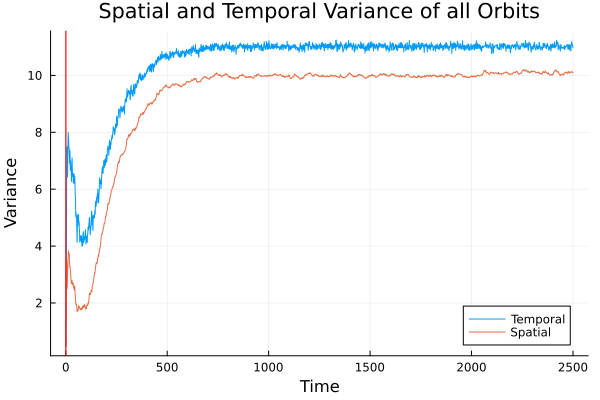 Spatial and Temporal Variance of all Orbits
Variance
10
8
6
4
2
Temporal
Spatial
0
500
1000
1500
2000
2500
Time